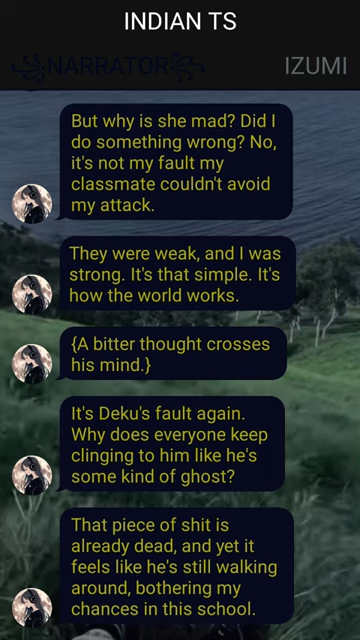 INDIAN TS
NARRATOR
IZUMI
But why is she mad? Did I
do something wrong? No,
it's not my fault my
classmate couldn't avoid
my attack.
They were weak, and I was
strong. It's that simple. It's
how the world works.
{A bitter thought crosses
his mind.}
It's Deku's fault again.
Why does everyone keep
clinging to him like he's
some kind of ghost?
That piece of shit is
already dead, and yet it
feels like he's still walking
around, bothering my
chances in this school.